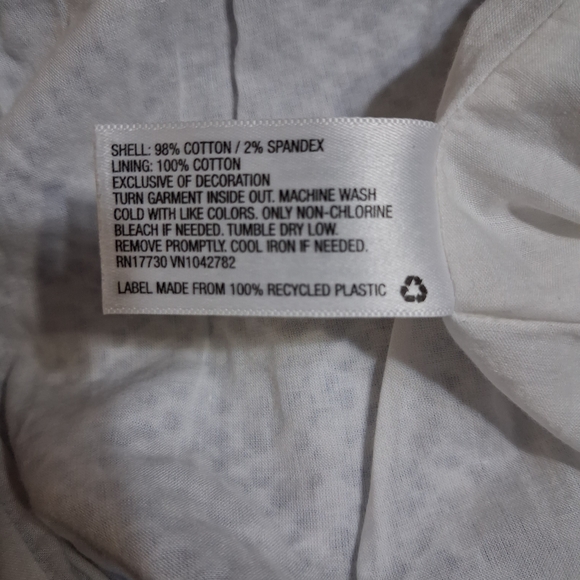 SHELL: 98% COTTON / 2% SPANDEX
LINING: 100% COTTON
EXCLUSIVE OF DECORATION
TURN GARMENT INSIDE OUT. MACHINE WASH
COLD WITH LIKE COLORS. ONLY NON-CHLORINE
BLEACH IF NEEDED. TUMBLE DRY LOW.
REMOVE PROMPTLY. COOL IRON IF NEEDED.
RN17730 VN1042782
LABEL MADE FROM 100% RECYCLED PLASTIC